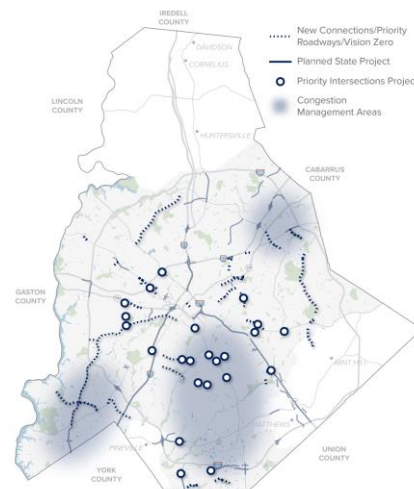 IREDELL
COUNTY
DAVIDSON
CORNELIUS
New Connections/Priority
Roadways/Vision Zero
Planned State Project
Priority Intersections Project
Congestion
Management Areas
LINCOLN
COUNTY
HUNTERSVILLE
CABARRUS
COUNTY
GASTON
COUNTY
MINT HILL
MATTHEWS
PINEVILLE
UNION
COUNTY
YORK
COUNTY